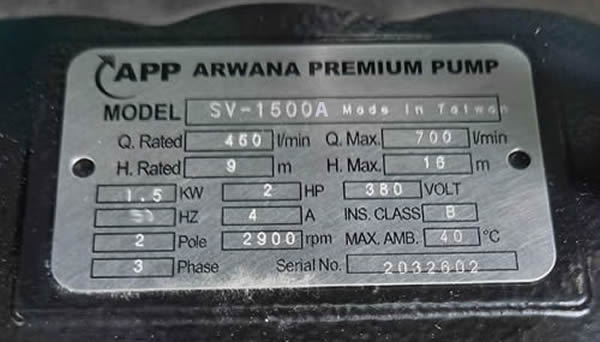 APP ARWANA PREMIUM PUMP
MODEL SV-1500A Made In Taiwan
Q. Rated 460 l/min Q. Max. 700 l/min
H. Rated 9 m H. Max. 16 m
1.5 KW 2 HP 380 VOLT
HZ 4 A INS. CLASS B
2 Pole 2900 rpm MAX. AMB. 40 °C
3 Phase Serial No. 2032602